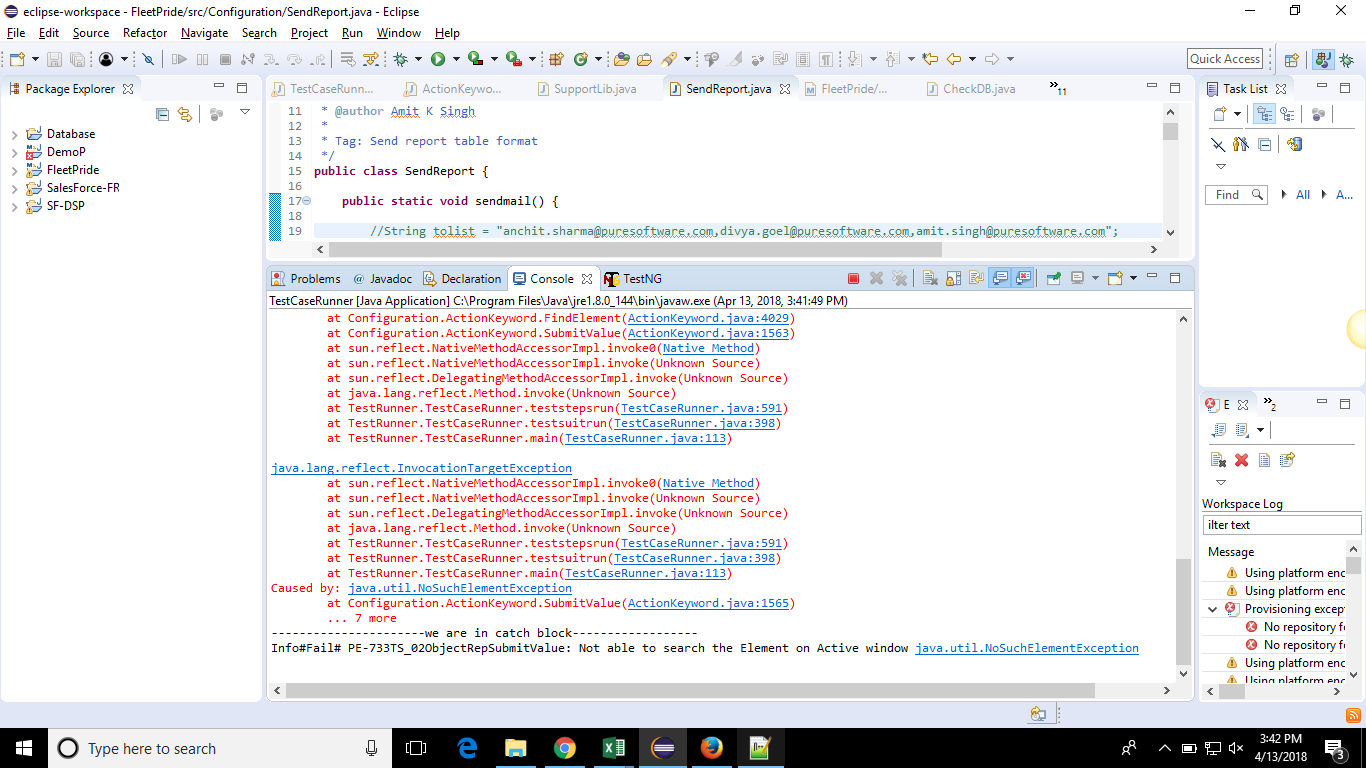 eclipse-workspace - FleetPride/src/Configuration/SendReport.java - Eclipse
File Edit Source Refactor Navigate Search Project Run Window Help
Quick Access
Package Explorer
Database
DemoP
FleetPride
SalesForce-FR
SF-DSP
TestCaseRunn... ActionKeywo... SupportLib.java SendReport.java FleetPride/... CheckDB.java »11
11 * @author Amit K Singh
12 *
13 * Tag: Send report table format
14 */
15 public class SendReport {
16
17 public static void sendmail() {
18
19 //String tolist = "anchit.sharma@puresoftware.com,divya.goel@puresoftware.com,amit.singh@puresoftware.com";
Problems @ Javadoc Declaration Console TestNG
TestCaseRunner [Java Application] C:\Program Files\Java\jre1.8.0_144\bin\javaw.exe (Apr 13, 2018, 3:41:49 PM)
at Configuration.ActionKeyword.FindElement(ActionKeyword.java:4029)
at Configuration.ActionKeyword.SubmitValue(ActionKeyword.java:1563)
at sun.reflect.NativeMethodAccessorImpl.invoke0(Native Method)
at sun.reflect.NativeMethodAccessorImpl.invoke(Unknown Source)
at sun.reflect.DelegatingMethodAccessorImpl.invoke(Unknown Source)
at java.lang.reflect.Method.invoke(Unknown Source)
at TestRunner.TestCaseRunner.teststepsrun(TestCaseRunner.java:591)
at TestRunner.TestCaseRunner.testsuitrun(TestCaseRunner.java:398)
at TestRunner.TestCaseRunner.main(TestCaseRunner.java:113)
java.lang.reflect.InvocationTargetException
at sun.reflect.NativeMethodAccessorImpl.invoke0(Native Method)
at sun.reflect.NativeMethodAccessorImpl.invoke(Unknown Source)
at sun.reflect.DelegatingMethodAccessorImpl.invoke(Unknown Source)
at java.lang.reflect.Method.invoke(Unknown Source)
at TestRunner.TestCaseRunner.teststepsrun(TestCaseRunner.java:591)
at TestRunner.TestCaseRunner.testsuitrun(TestCaseRunner.java:398)
at TestRunner.TestCaseRunner.main(TestCaseRunner.java:113)
Caused by: java.util.NoSuchElementException
at Configuration.ActionKeyword.SubmitValue(ActionKeyword.java:1565)
... 7 more
----------------------we are in catch block------------------
Info#Fail# PE-733TS_02ObjectRepSubmitValue: Not able to search the Element on Active window java.util.NoSuchElementException
Task List
Find All A...
E »2
Workspace Log
ilter text
Message
Using platform enc
Using platform enc
Provisioning excep
No repository f
No repository f
Using platform enc
Using platform enc
Type here to search
3:42 PM
4/13/2018
3